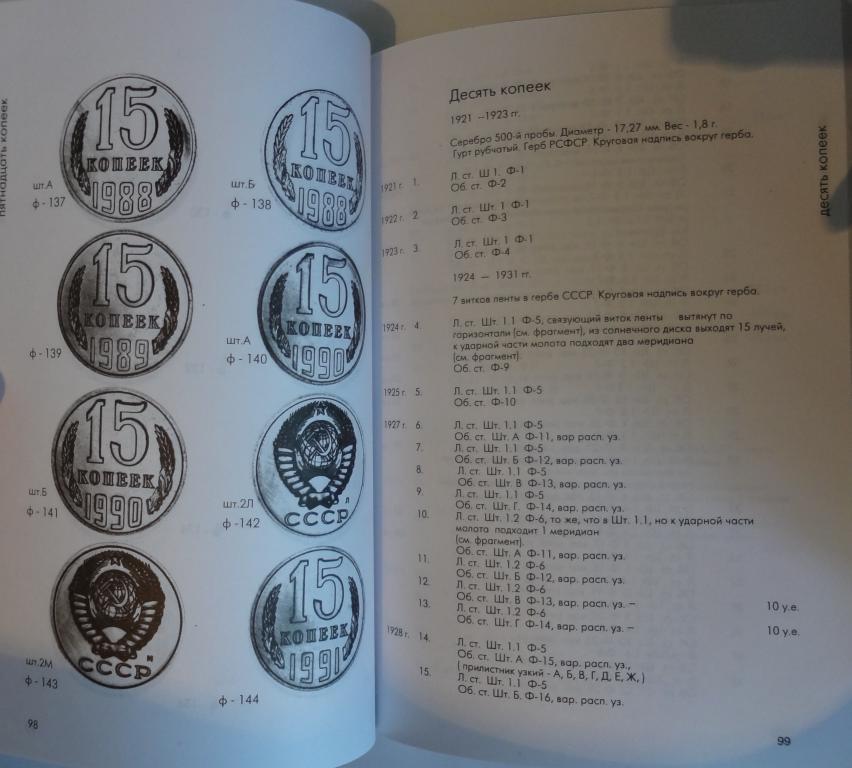 пятнадцать копеек
15
КОПЕЕК
1988
шт.А
ф - 137
15
КОПЕЕК
1988
шт.Б
ф - 138
15
КОПЕЕК
1989
ф - 139
15
КОПЕЕК
1990
шт.А
ф - 140
15
КОПЕЕК
1990
шт.Б
ф - 141
СССР
Л
шт.2Л
ф -142
СССР
М
шт.2М
ф - 143
15
КОПЕЕК
1991
ф - 144
98
Десять копеек
1921 –1923 гг.
Серебро 500-й пробы. Диаметр - 17,27 мм. Вес - 1,8 г.
Гурт рубчатый. Герб РСФСР. Круговая надпись вокруг герба.
1921 г. 1. Л. ст. Ш 1. Ф-1
Об. ст. Ф-2
1922 г. 2. Л. ст. Шт. 1 Ф-1
Об. ст. Ф-3
1923 г. 3. Л. ст. Шт. 1 Ф-1
Об. ст. Ф-4
1924 — 1931 гг.
7 витков ленты в гербе СССР. Круговая надпись вокруг герба.
1924 г. 4. Л. ст. Шт. 1.1 Ф-5, связующий виток ленты вытянут по
горизонтали (см. фрагмент), из солнечного диска выходят 15 лучей,
к ударной части молота подходят два меридиана
(см. фрагмент).
Об. ст. Ф-9
1925 г. 5. Л. ст. Шт. 1.1 Ф-5
Об. ст. Ф-10
1927 г. 6. Л. ст. Шт. 1.1 Ф-5
Об. ст. Шт. А Ф-11, вар расп. уз.
7. Л. ст. Шт. 1.1 Ф-5
Об. ст. Шт. Б Ф-12, вар. расп. уз.
8. Л. ст. Шт. 1.1 Ф-5
Об. ст. Шт. В Ф-13, вар. расп. уз.
9. Л. ст. Шт. 1.1 Ф-5
Об. ст. Шт. Г. Ф-14, вар. расп. уз.
10. Л. ст. Шт. 1.2 Ф-6, то же, что в Шт. 1.1, но к ударной части
молота подходит 1 меридиан
(см. фрагмент).
Об. ст. Шт. А Ф-11, вар. расп. уз.
11. Л. ст. Шт. 1.2 Ф-6
Об. ст. Шт. Б Ф-12, вар. расп. уз.
12. Л. ст. Шт. 1.2 Ф-6
Об. ст. Шт. В Ф-13, вар. расп. уз. – 10 у.е.
13. Л. ст. Шт. 1.2 Ф-6
Об. ст. Шт. Г Ф-14, вар. расп. уз. – 10 у.е.
1928 г. 14. Л. ст. Шт. 1.1 Ф-5
Об. ст. Шт. А Ф-15, вар. расп. уз.,
( прилистник узкий - А, Б, В, Г, Д, Е, Ж, )
15. Л. ст. Шт. 1.1 Ф-5
Об. ст. Шт. Б. Ф-16, вар. расп. уз.
десять копеек
99